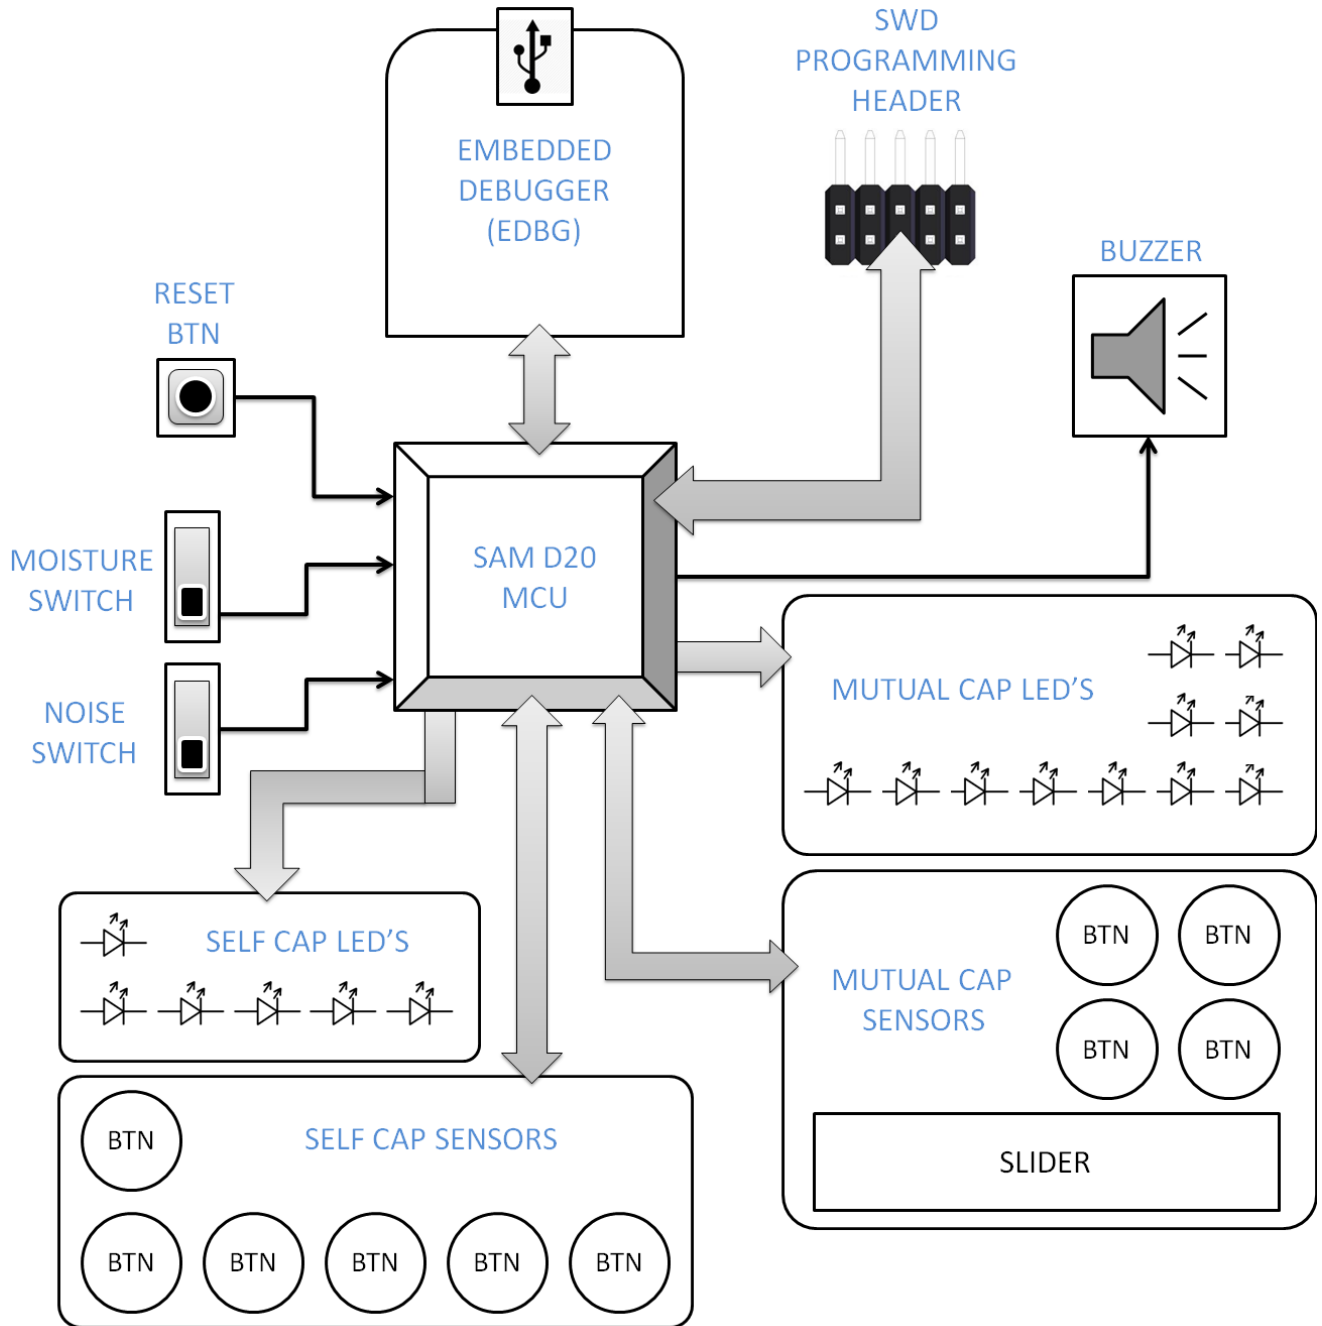 SWD
PROGRAMMING
HEADER
EMBEDDED
DEBUGGER
(EDBG)
BUZZER
RESET
BTN
MOISTURE
SWITCH
SAM D20
MCU
NOISE
SWITCH
MUTUAL CAP LED'S
SELF CAP LED'S
MUTUAL CAP
SENSORS
BTN
BTN
BTN
BTN
SLIDER
SELF CAP SENSORS
BTN
BTN
BTN
BTN
BTN
BTN